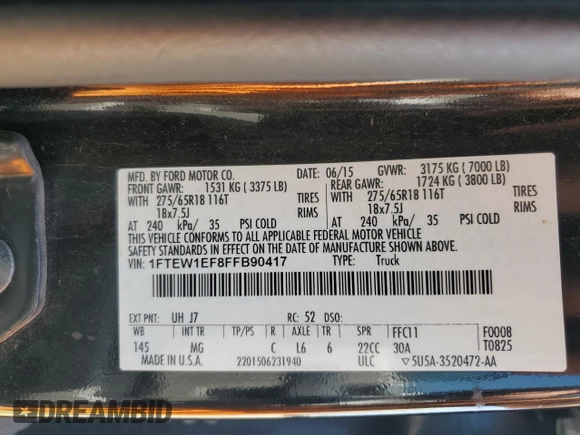 MFD. BY FORD MOTOR CO.
DATE: 06/15 GVWR: 3175 KG ( 7000 LB)
FRONT GAWR: 1531 KG ( 3375 LB) REAR GAWR: 1724 KG ( 3800 LB)
WITH 275/65R18 116T TIRES WITH 275/65R18 116T TIRES
18x7.5J RIMS 18x7.5J RIMS
AT 240 kPa/ 35 PSI COLD AT 240 kPa/ 35 PSI COLD
THIS VEHICLE CONFORMS TO ALL APPLICABLE FEDERAL MOTOR VEHICLE
SAFETY STANDARDS IN EFFECT ON THE DATE OF MANUFACTURE SHOWN ABOVE.
VIN: 1FTEW1EF8FFB90417 TYPE: Truck
EXT PNT: UH J7 RC: 52 DSO:
WB INT TR TP/PS R AXLE TR SPR FFC11 F0008
145 MG C L6 6 22CC 30A T0825
MADE IN U.S.A. 2201506231940 ULC ▽5U5A-3520472-AA
DREAMBID